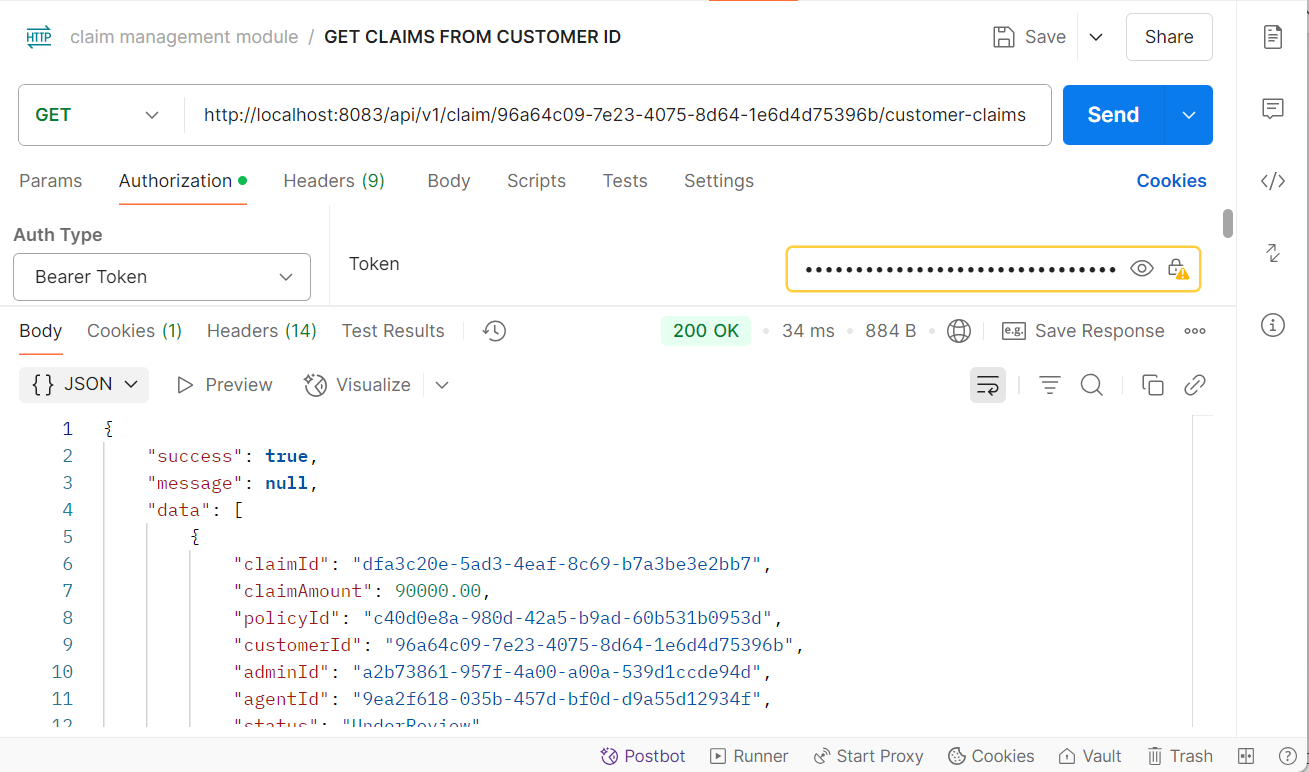 HTTP claim management module / GET CLAIMS FROM CUSTOMER ID Save Share
GET http://localhost:8083/api/v1/claim/96a64c09-7e23-4075-8d64-1e6d4d75396b/customer-claims Send
Params Authorization Headers (9) Body Scripts Tests Settings Cookies
Auth Type
Bearer Token
Token
Body Cookies (1) Headers (14) Test Results 200 OK 34 ms 884 B e.g. Save Response
{} JSON Preview Visualize
1 {
2 "success": true,
3 "message": null,
4 "data": [
5 {
6 "claimId": "dfa3c20e-5ad3-4eaf-8c69-b7a3be3e2bb7",
7 "claimAmount": 90000.00,
8 "policyId": "c40d0e8a-980d-42a5-b9ad-60b531b0953d",
9 "customerId": "96a64c09-7e23-4075-8d64-1e6d4d75396b",
10 "adminId": "a2b73861-957f-4a00-a00a-539d1ccde94d",
11 "agentId": "9ea2f618-035b-457d-bf0d-d9a55d12934f",
12 "status": "UnderReview"
Postbot Runner Start Proxy Cookies Vault Trash